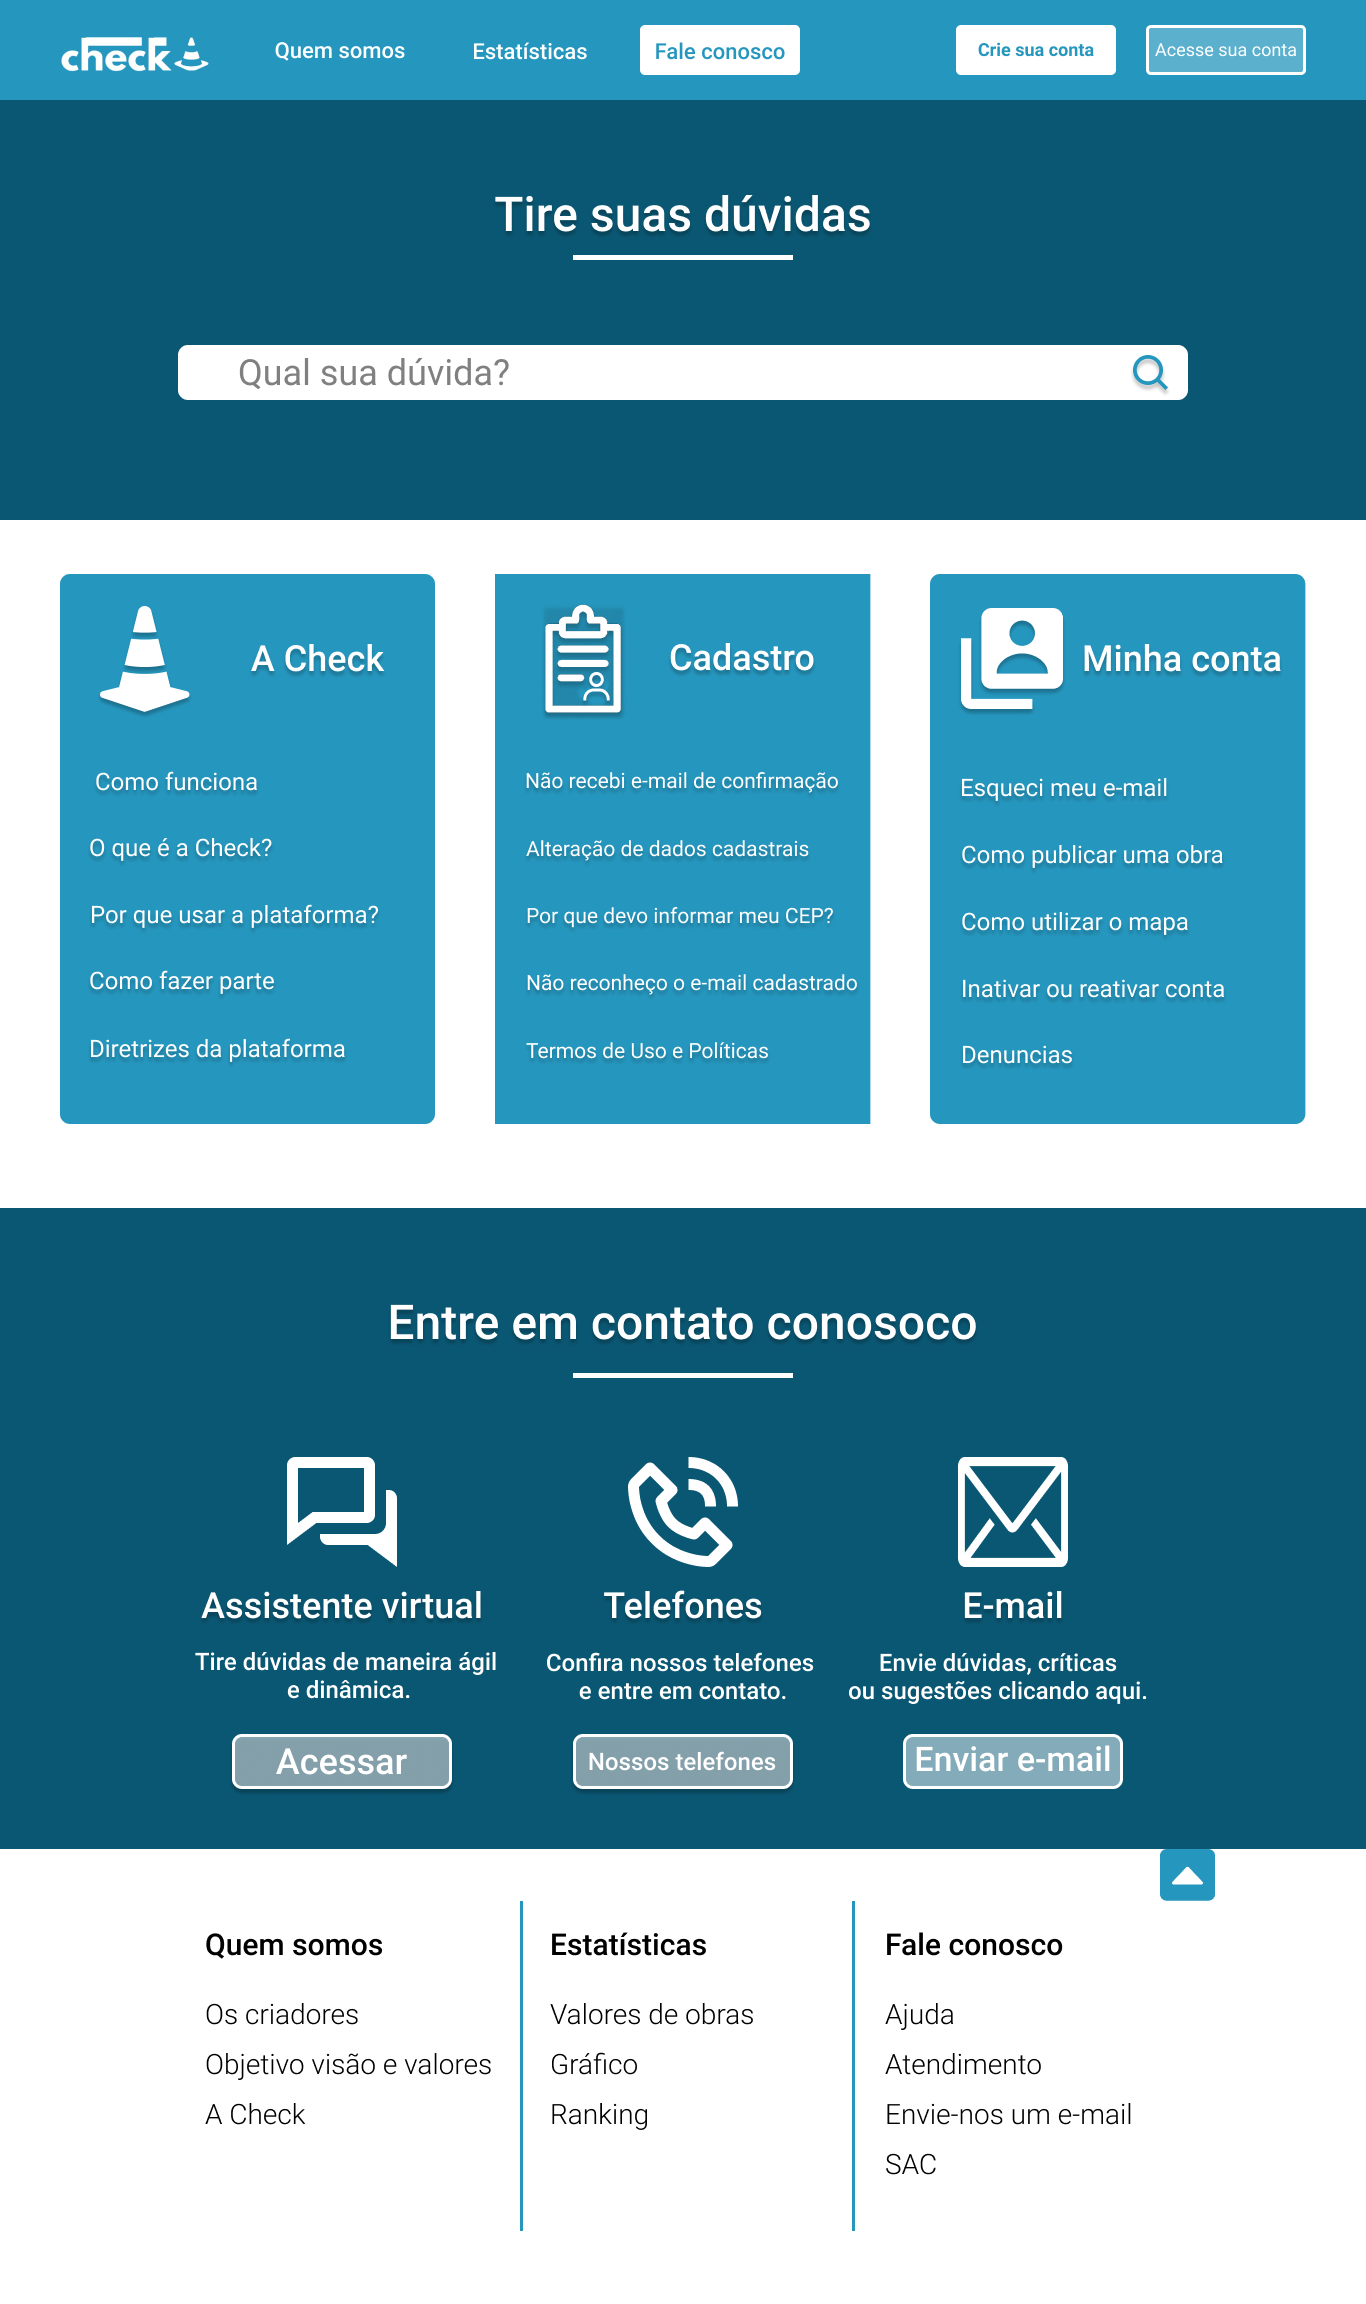 check
Quem somos
Estatísticas
Fale conosco
Crie sua conta
Acesse sua conta
Tire suas dúvidas
Qual sua dúvida?
A Check
Como funciona
O que é a Check?
Por que usar a plataforma?
Como fazer parte
Diretrizes da plataforma
Cadastro
Não recebi e-mail de confirmação
Alteração de dados cadastrais
Por que devo informar meu CEP?
Não reconheço o e-mail cadastrado
Termos de Uso e Políticas
Minha conta
Esqueci meu e-mail
Como publicar uma obra
Como utilizar o mapa
Inativar ou reativar conta
Denuncias
Entre em contato conosoco
Assistente virtual
Tire dúvidas de maneira ágil
e dinâmica.
Acessar
Telefones
Confira nossos telefones
e entre em contato.
Nossos telefones
E-mail
Envie dúvidas, críticas
ou sugestões clicando aqui.
Enviar e-mail
Quem somos
Os criadores
Objetivo visão e valores
A Check
Estatísticas
Valores de obras
Gráfico
Ranking
Fale conosco
Ajuda
Atendimento
Envie-nos um e-mail
SAC